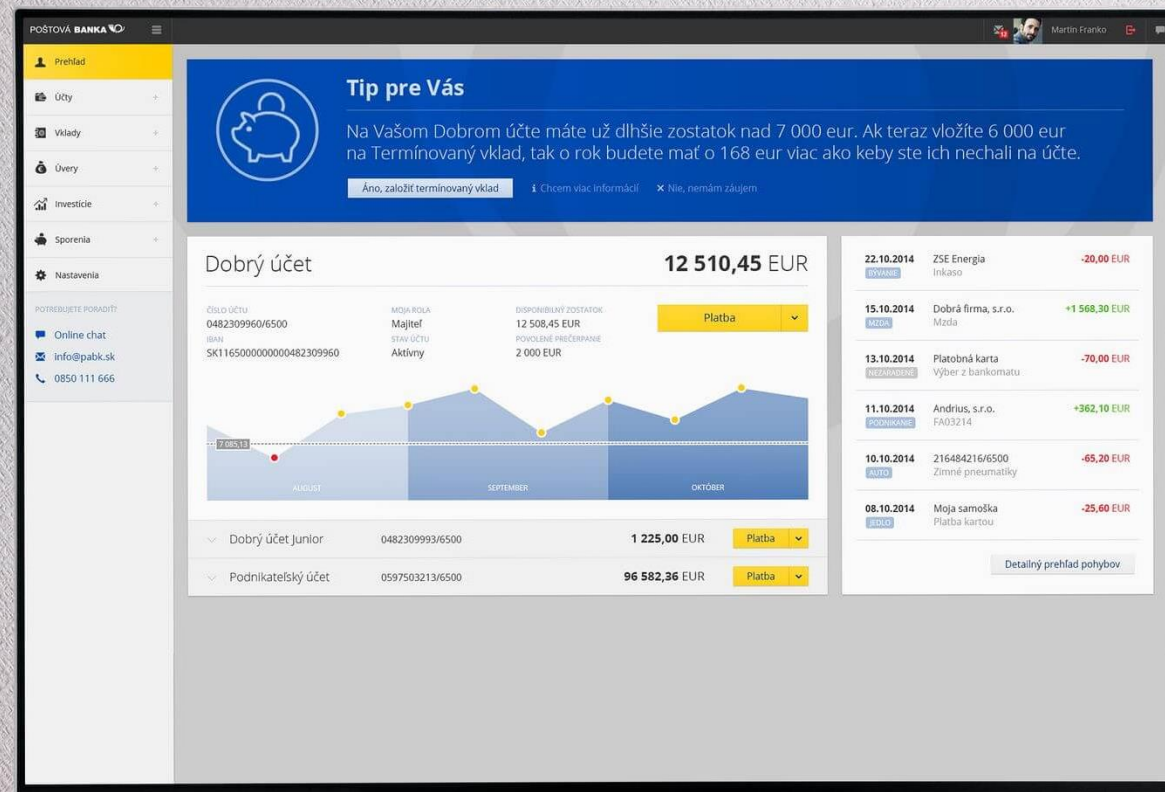 POŠTOVÁ BANKA
12
Martin Franko
Prehľad
Účty +
Vklady +
Úvery +
Investície +
Sporenia +
Nastavenia
POTREBUJETE PORADIŤ?
Online chat
info@pabk.sk
0850 111 666
Tip pre Vás
Na Vašom Dobrom účte máte už dlhšie zostatok nad 7 000 eur. Ak teraz vložíte 6 000 eur
na Termínovaný vklad, tak o rok budete mať o 168 eur viac ako keby ste ich nechali na účte.
Áno, založiť termínovaný vklad
Chcem viac informácií
Nie, nemám záujem
Dobrý účet 12 510,45 EUR
ČÍSLO ÚČTU
0482309960/6500
IBAN
SK1165000000000482309960
MOJA ROLA
Majiteľ
STAV ÚČTU
Aktívny
DISPONIBILNÝ ZOSTATOK
12 508,45 EUR
POVOLENÉ PREČERPANIE
2 000 EUR
Platba
7 085,13
AUGUST SEPTEMBER OKTÓBER
Dobrý účet Junior 0482309993/6500 1 225,00 EUR Platba
Podnikateľský účet 0597503213/6500 96 582,36 EUR Platba
22.10.2014 ZSE Energia -20,00 EUR
BÝVANIE Inkaso
15.10.2014 Dobrá firma, s.r.o. +1 568,30 EUR
MZDA Mzda
13.10.2014 Platobná karta -70,00 EUR
NEZARADENÉ Výber z bankomatu
11.10.2014 Andrius, s.r.o. +362,10 EUR
PODNIKANIE FA03214
10.10.2014 216484216/6500 -65,20 EUR
AUTO Zimné pneumatiky
08.10.2014 Moja samoška -25,60 EUR
JEDLO Platba kartou
Detailný prehľad pohybov